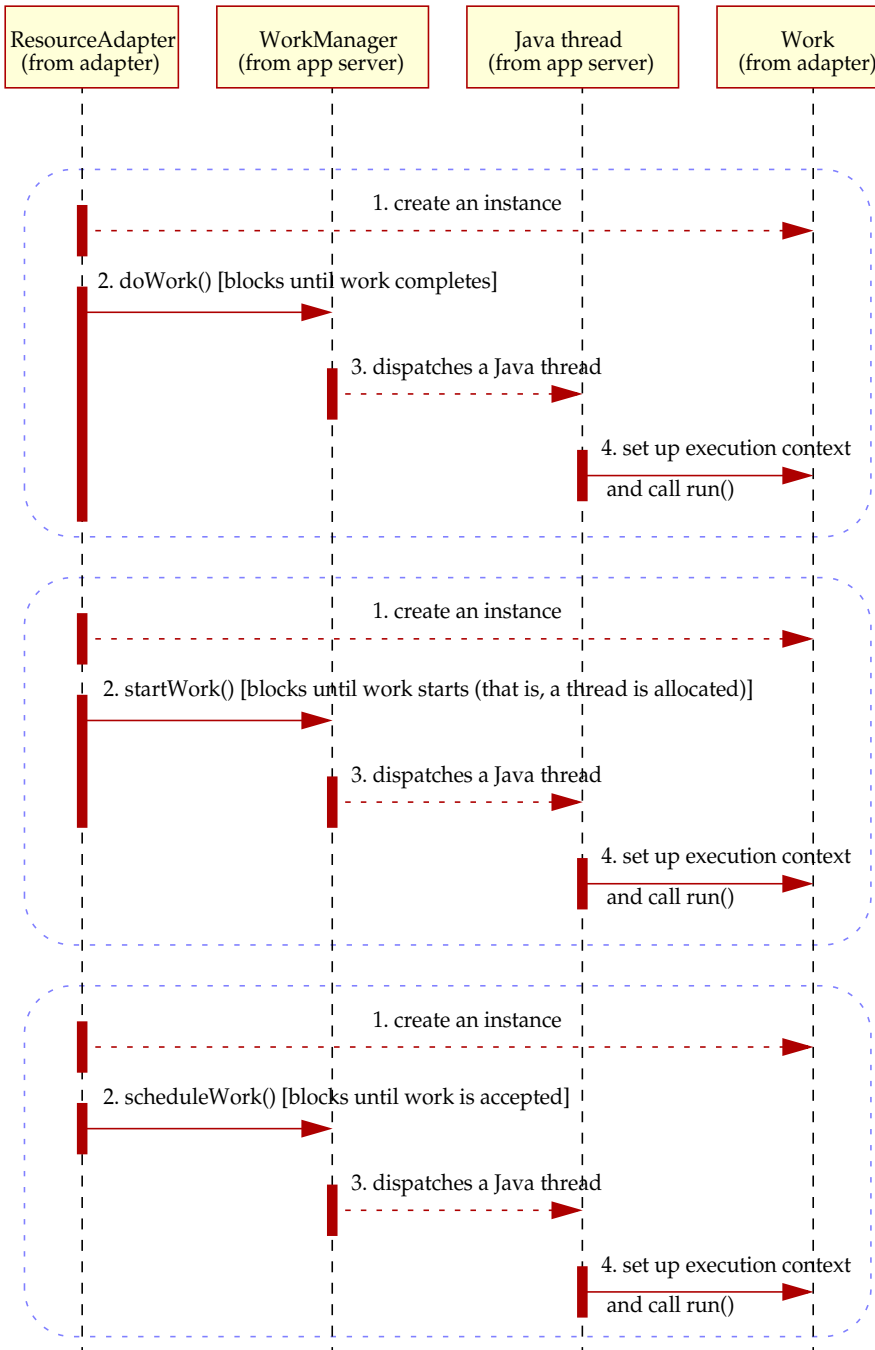 ResourceAdapter
(from adapter)
WorkManager
(from app server)
Java thread
(from app server)
Work
(from adapter)
1. create an instance
2. doWork() [blocks until work completes]
3. dispatches a Java thread
4. set up execution context
and call run()
1. create an instance
2. startWork() [blocks until work starts (that is, a thread is allocated)]
3. dispatches a Java thread
4. set up execution context
and call run()
1. create an instance
2. scheduleWork() [blocks until work is accepted]
3. dispatches a Java thread
4. set up execution context
and call run()